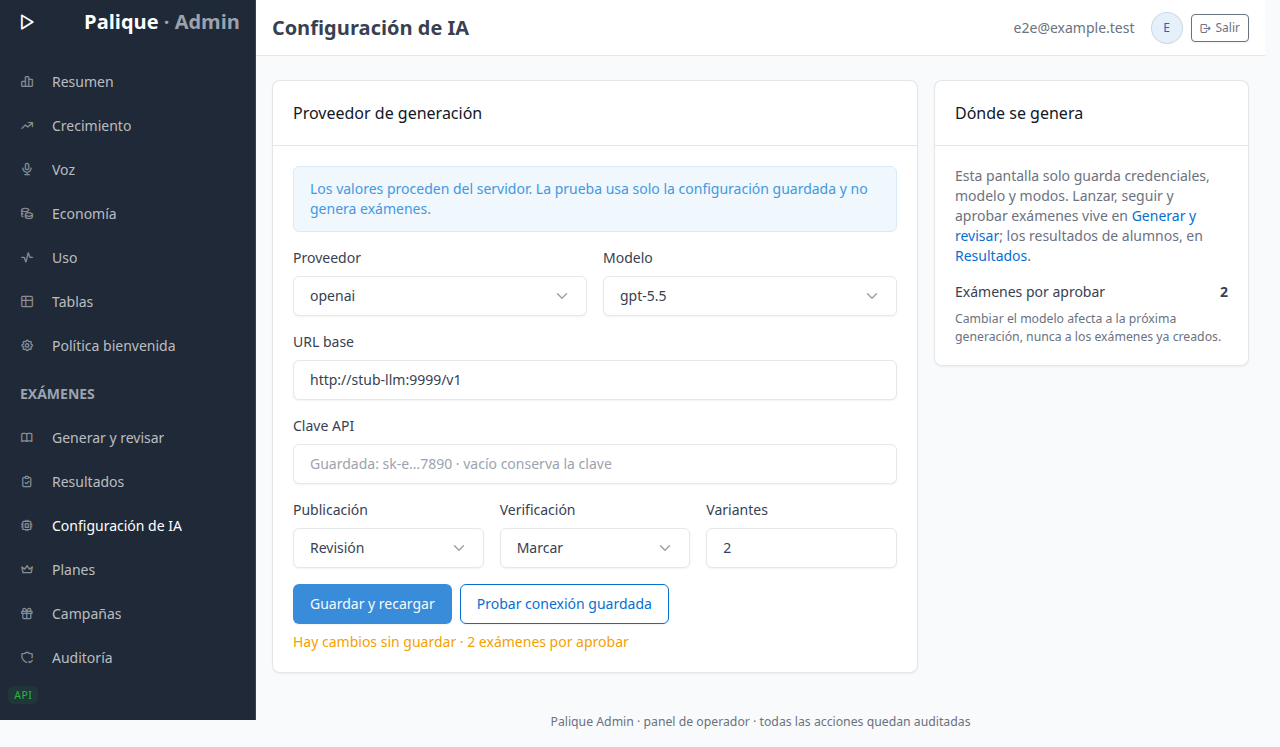 Palique · Admin
Resumen
Crecimiento
Voz
Economía
Uso
Tablas
Política bienvenida
EXÁMENES
Generar y revisar
Resultados
Configuración de IA
Planes
Campañas
Auditoría
API
Configuración de IA
e2e@example.test
E
Salir
Proveedor de generación
Los valores proceden del servidor. La prueba usa solo la configuración guardada y no
genera exámenes.
Proveedor
Modelo
openai
gpt-5.5
URL base
http://stub-llm:9999/v1
Clave API
Guardada: sk-e…7890 · vacío conserva la clave
Publicación
Verificación
Variantes
Revisión
Marcar
2
Guardar y recargar
Probar conexión guardada
Hay cambios sin guardar · 2 exámenes por aprobar
Dónde se genera
Esta pantalla solo guarda credenciales,
modelo y modos. Lanzar, seguir y
aprobar exámenes vive en Generar y
revisar; los resultados de alumnos, en
Resultados.
Exámenes por aprobar 2
Cambiar el modelo afecta a la próxima
generación, nunca a los exámenes ya creados.
Palique Admin · panel de operador · todas las acciones quedan auditadas